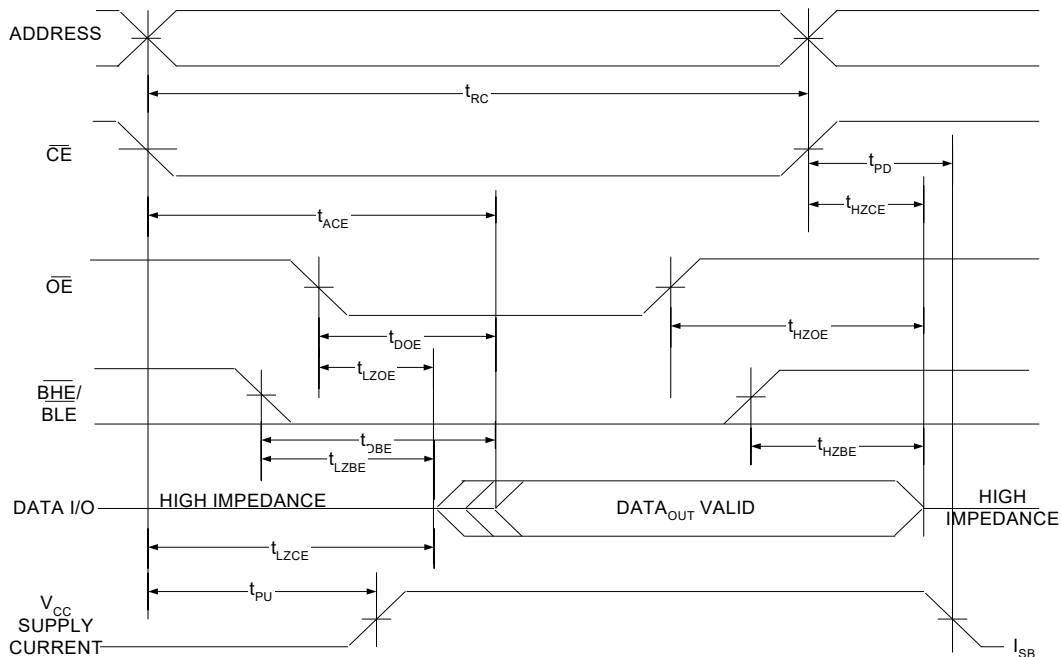 ADDRESS
tRC
CE
tPD
tHZCE
tACE
OE
tHZOE
tDOE
tLZOE
BHE/
BLE
tDBE
tHZBE
tLZBE
DATA I/O
HIGH IMPEDANCE
DATAOUT VALID
HIGH
IMPEDANCE
tLZCE
tPU
VCC
SUPPLY
CURRENT
ISB